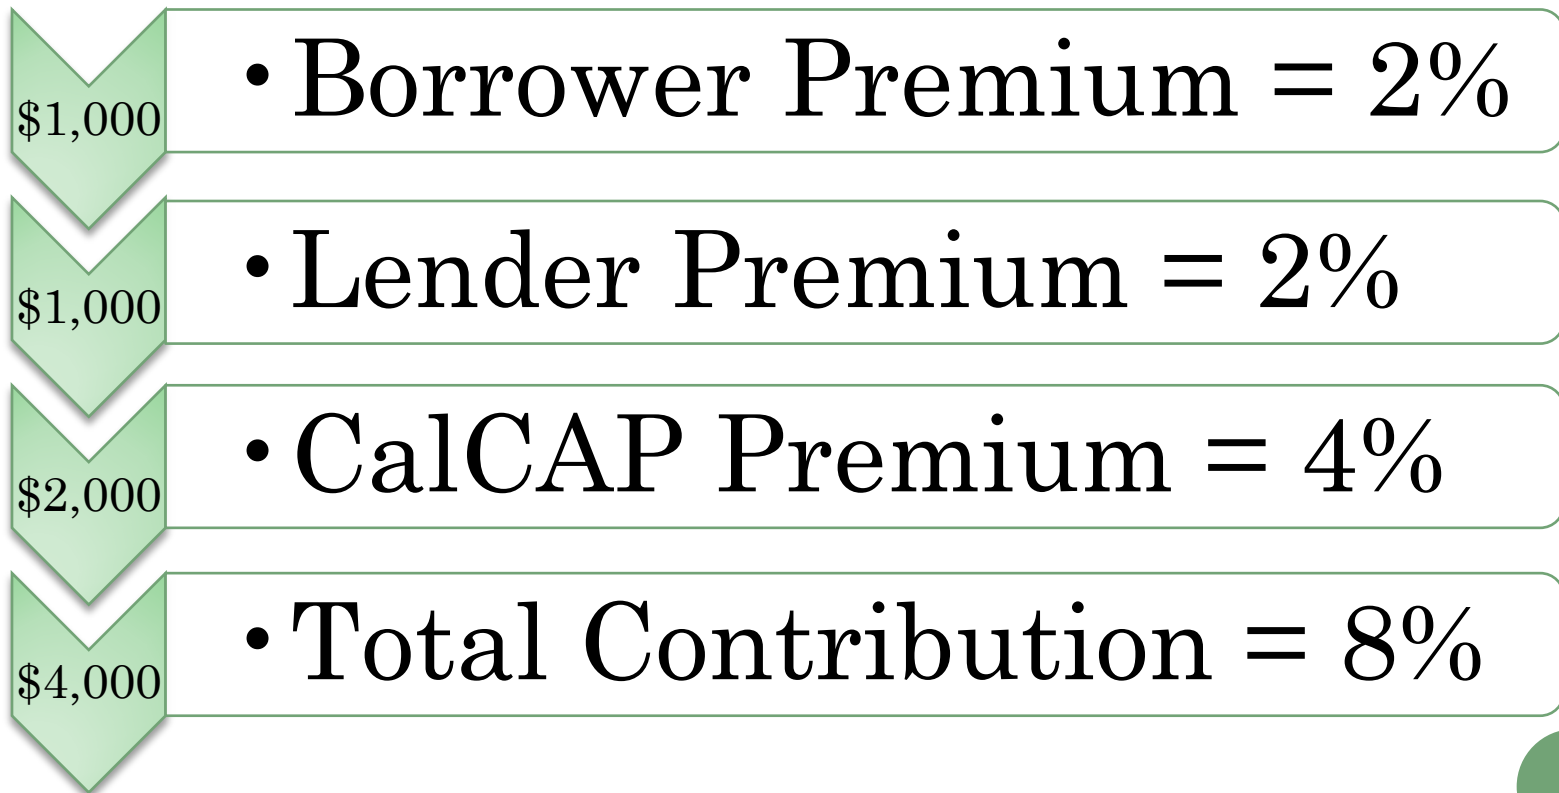 $1,000 • Borrower Premium = 2%
$1,000 • Lender Premium = 2%
$2,000 • CalCAP Premium = 4%
$4,000 • Total Contribution = 8%